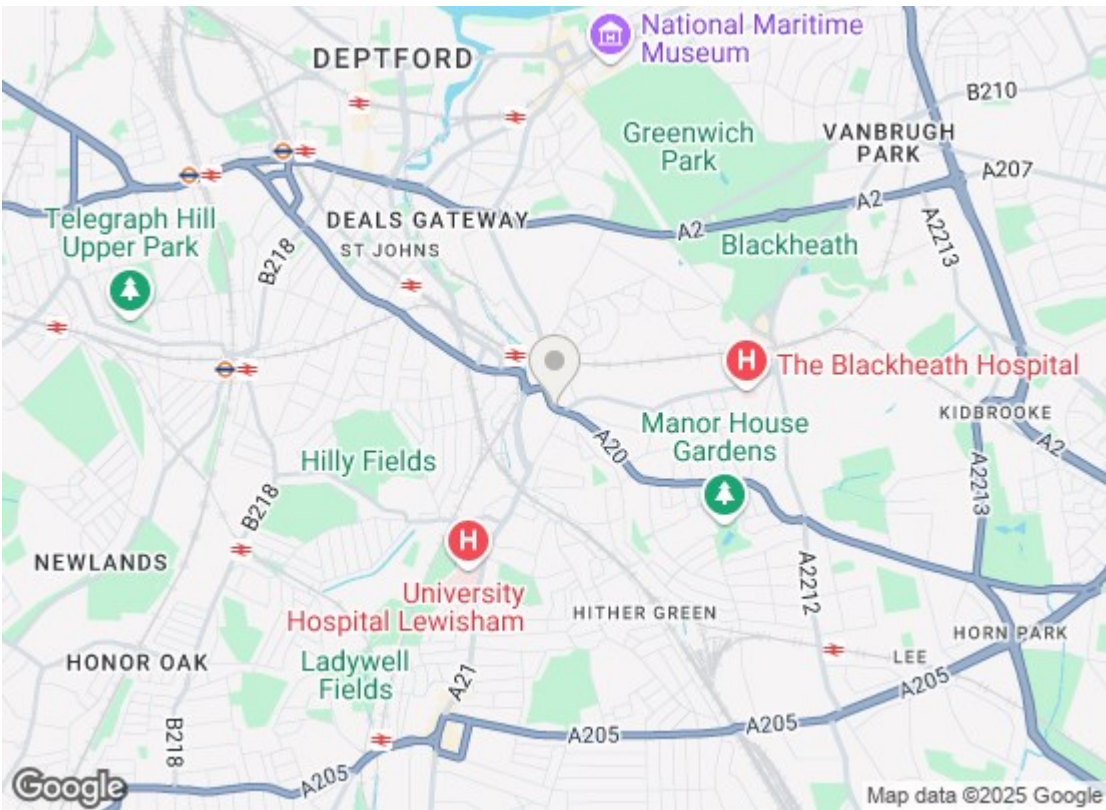 National Maritime
Museum
DEPTFORD
B210
Greenwich
Park
VANBRUGH
PARK
A207
A2
Telegraph Hill
Upper Park
DEALS GATEWAY
ST JOHNS
B218
A2
Blackheath
A2213
H
The Blackheath Hospital
KIDBROOKE
Manor House
Gardens
A20
A2
Hilly Fields
A2213
B218
H
NEWLANDS
University
Hospital Lewisham
A2212
HITHER GREEN
HORN PARK
HONOR OAK
Ladywell
Fields
LEE
A21
A205
B218
A205
A205
A205
Google
Map data ©2025 Google